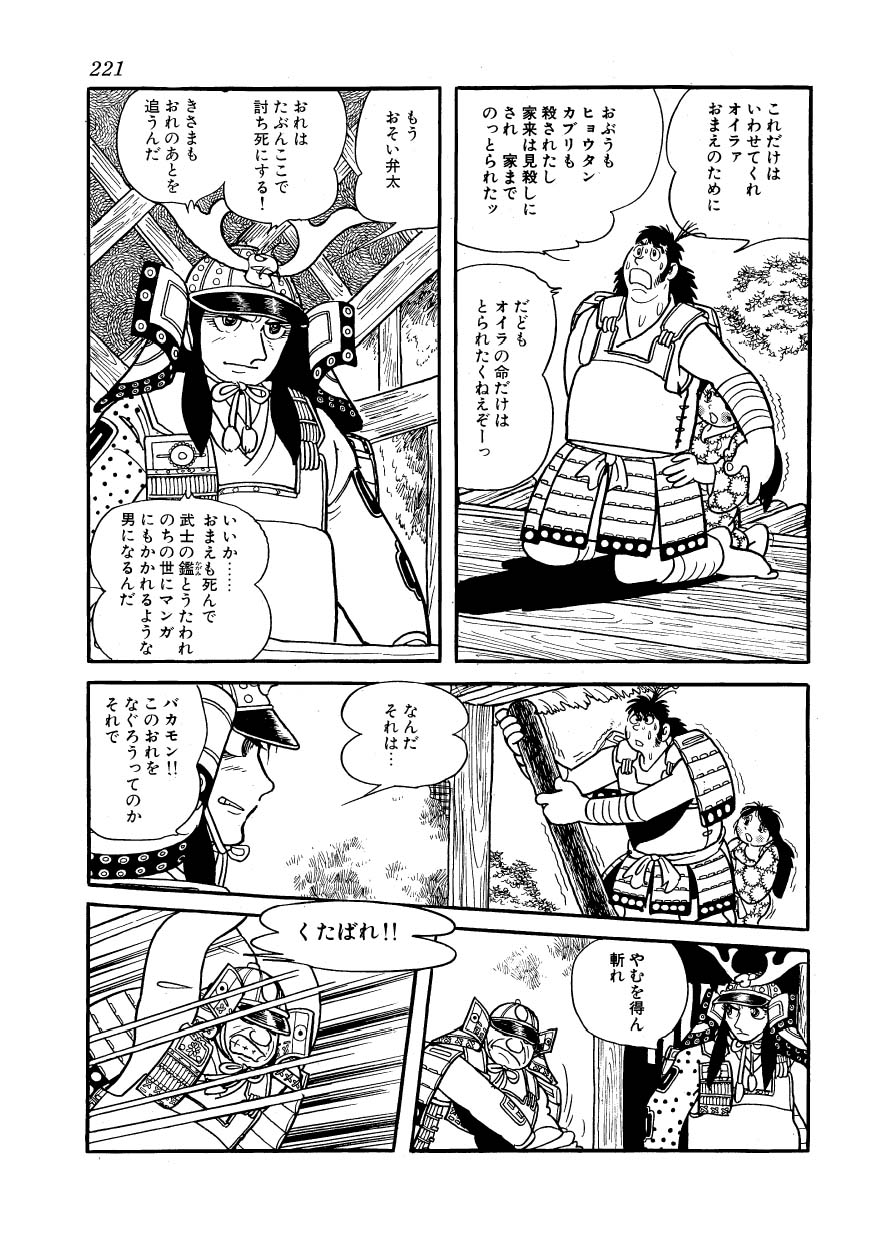 221
これだけは
いわせてくれ
オイラァ
おまえのために
おぶうも
ヒョウタン
カブリも
殺されたし
家来は見殺しに
され　家まで
のっとられたッ
だども
オイラの命だけは
とられたくねえぞーっ
もう
おそい弁太
おれは
たぶんここで
討ち死にする！
きさまも
おれのあとを
追うんだ
いいか……
おまえも死んで
武士の鑑とうたわれ
かがみ
のちの世にマンガ
にもかかれるような
男になるんだ
なんだ
それは…
バカモン!!
このおれを
なぐろうってのか
それで
やむを得ん
斬れ
くたばれ!!